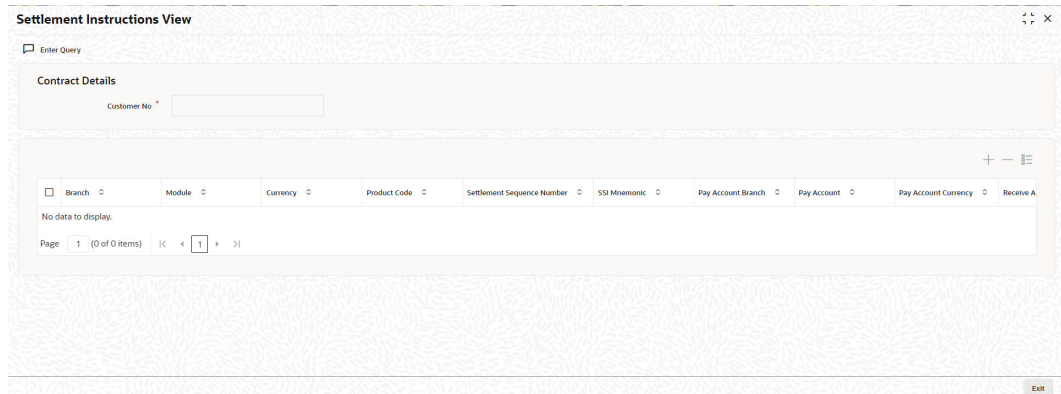 Settlement Instructions View
Enter Query
Contract Details
Customer No *
Branch Module Currency Product Code Settlement Sequence Number SSI Mnemonic Pay Account Branch Pay Account Pay Account Currency Receive A
No data to display.
Page 1 (0 of 0 items) 1
Exit